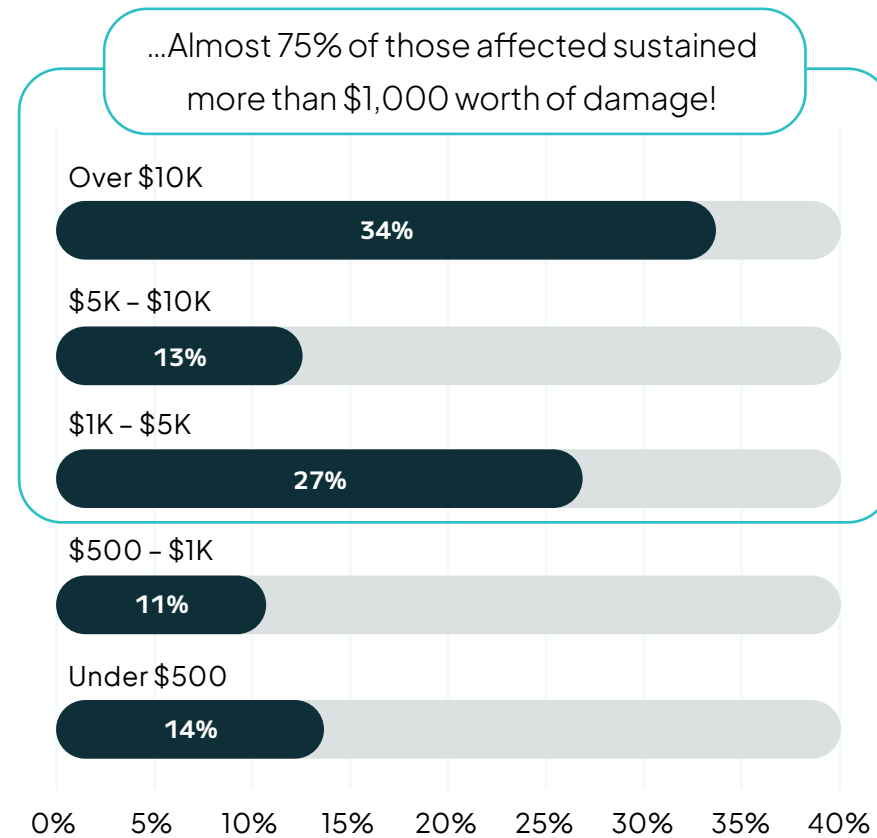 ...Almost 75% of those affected sustained
more than $1,000 worth of damage!
Over $10K
34%
$5K – $10K
13%
$1K – $5K
27%
$500 – $1K
11%
Under $500
14%
0% 5% 10% 15% 20% 25% 30% 35% 40%